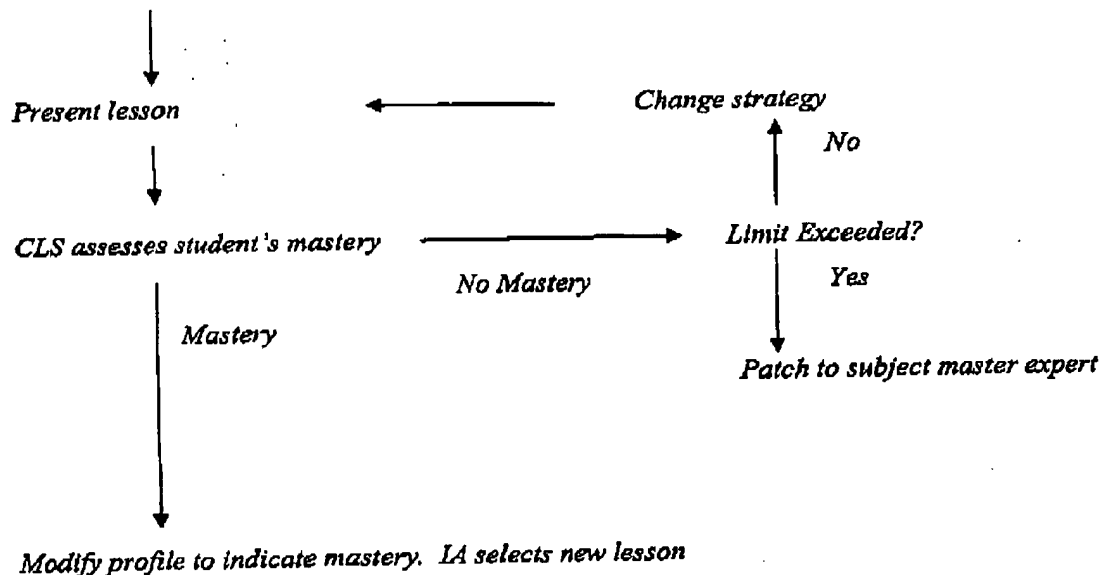 Present lesson
Change strategy
No
CLS assesses student's mastery
Limit Exceeded?
No Mastery
Yes
Mastery
Patch to subject master expert
Modify profile to indicate mastery. IA selects new lesson